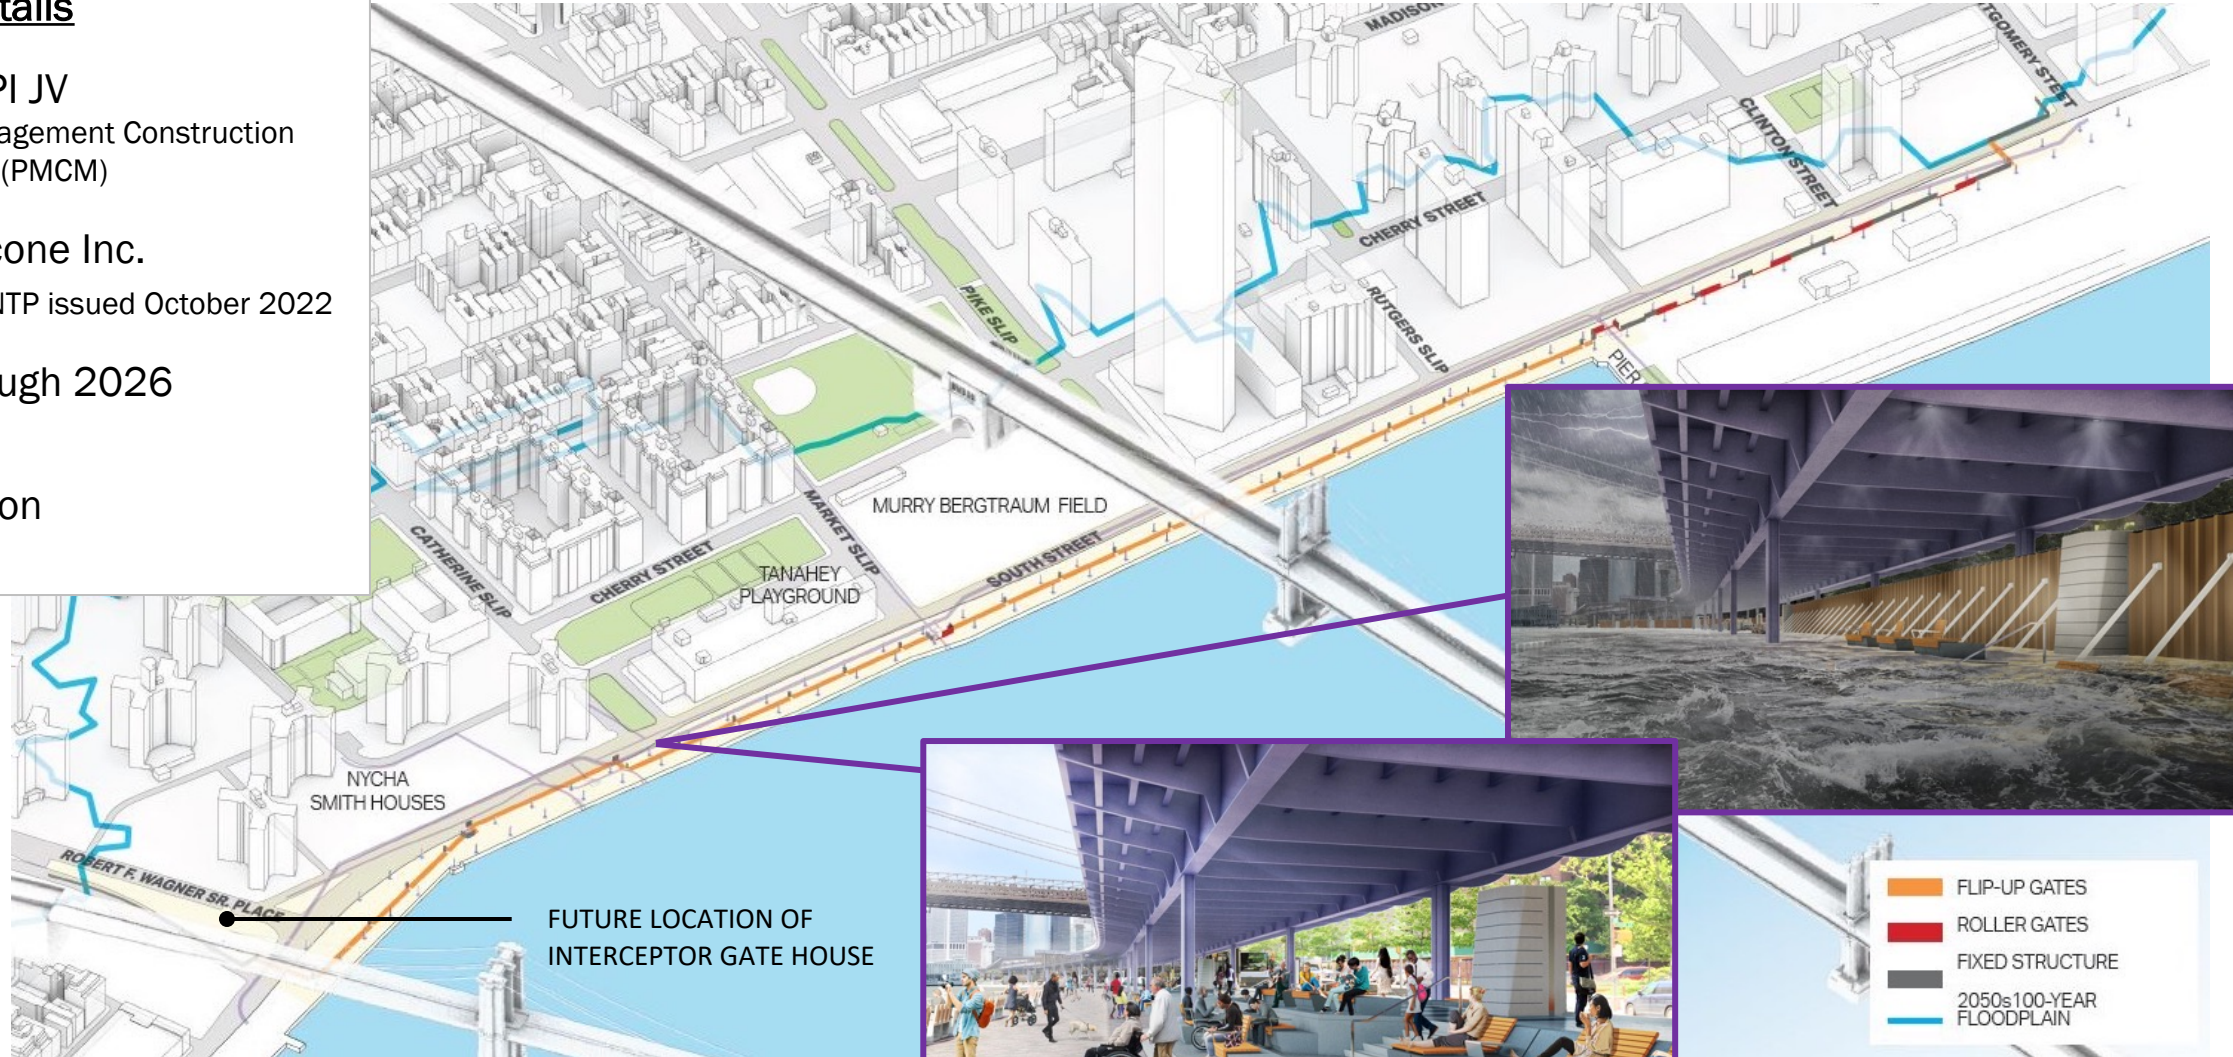 tails
PI JV
agement Construction
(PMCM)
cone Inc.
NTP issued October 2022
ugh 2026
on
MADISON
TGOMERY STREET
CLINTON STREET
CHERRY STREET
PIKE SLIP
RUTGERS SLIP
PIER
MURRY BERGTRAUM FIELD
MARKET SLIP
SOUTH STREET
CATHERINE SLIP
CHERRY STREET
TANAHEY
PLAYGROUND
NYCHA
SMITH HOUSES
ROBERT F. WAGNER SR. PLACE
FUTURE LOCATION OF
INTERCEPTOR GATE HOUSE
FLIP-UP GATES
ROLLER GATES
FIXED STRUCTURE
2050s100-YEAR
FLOODPLAIN